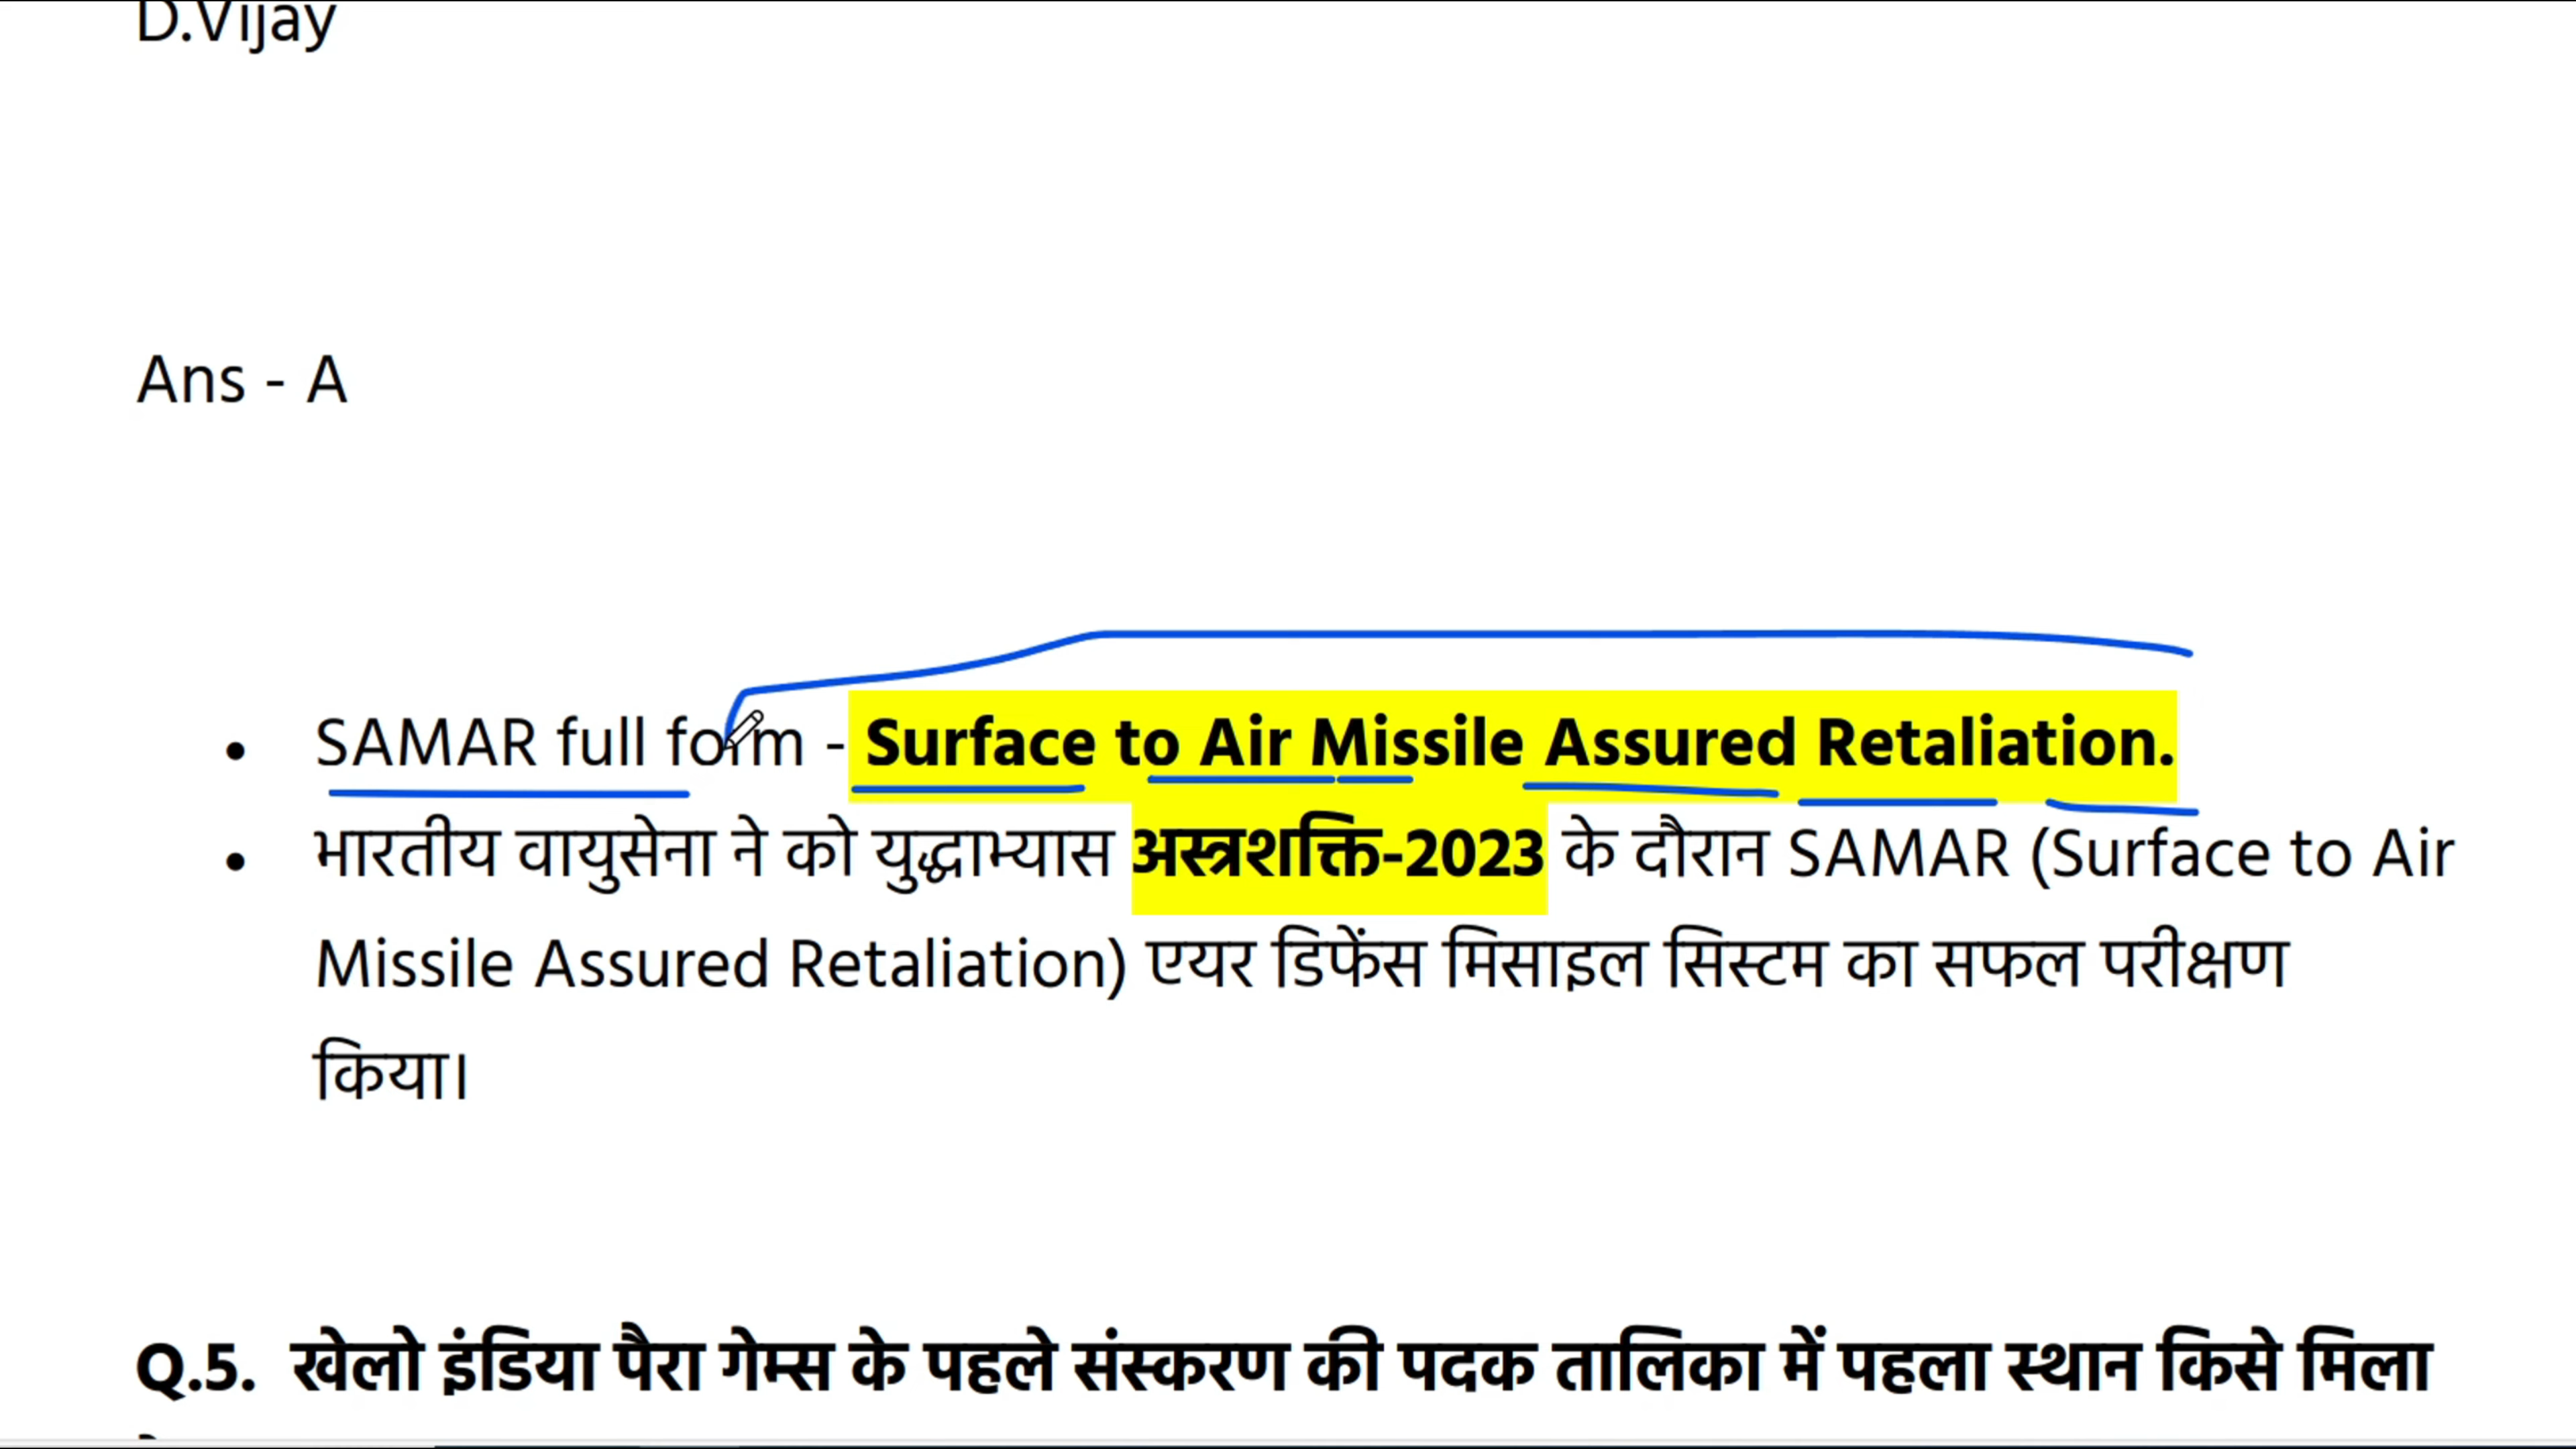 D.Vijay
Ans - A
• SAMAR full form - Surface to Air Missile Assured Retaliation.
• भारतीय वायुसेना ने को युद्धाभ्यास अस्त्रशक्ति-2023 के दौरान SAMAR (Surface to Air
Missile Assured Retaliation) एयर डिफेंस मिसाइल सिस्टम का सफल परीक्षण
किया।
Q.5. खेलो इंडिया पैरा गेम्स के पहले संस्करण की पदक तालिका में पहला स्थान किसे मिला